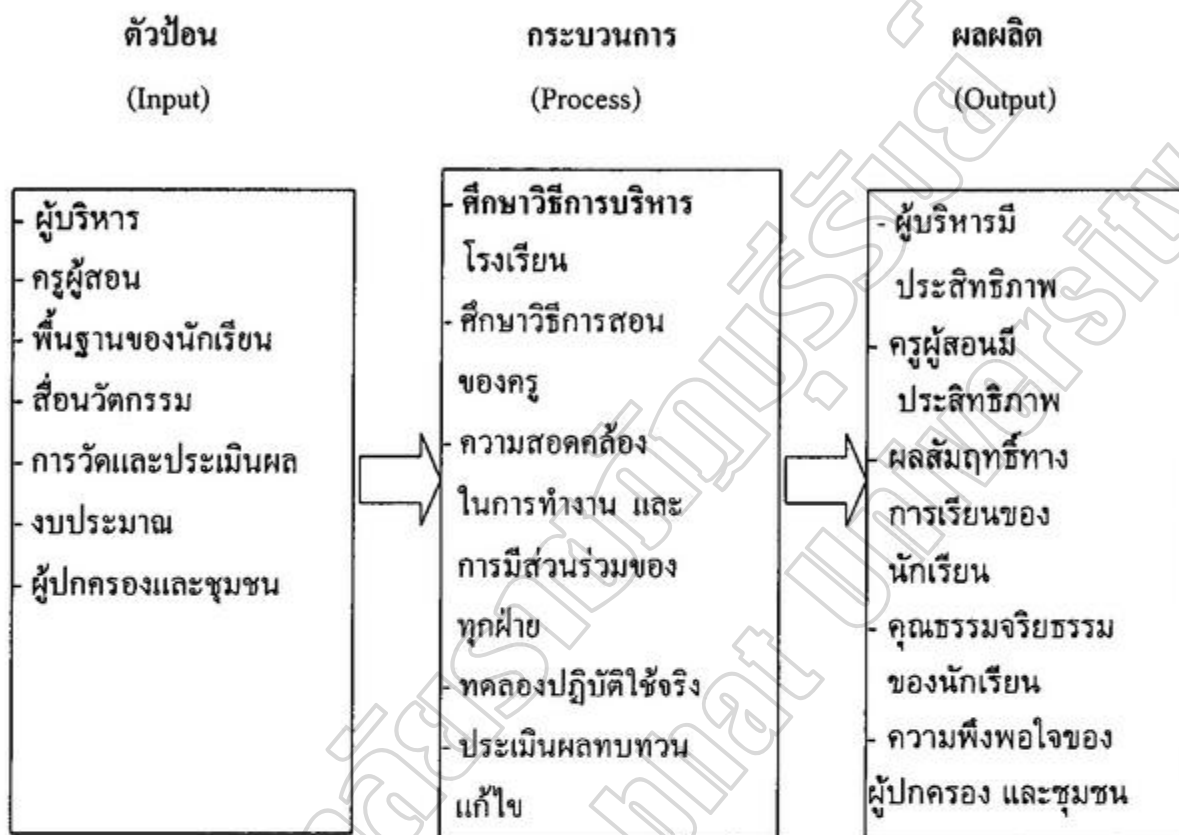 ตัวป้อน
(Input)
- ผู้บริหาร
- ครูผู้สอน
- พื้นฐานของนักเรียน
- สื่อนวัตกรรม
- การวัดและประเมินผล
- งบประมาณ
- ผู้ปกครองและชุมชน
กระบวนการ
(Process)
- ศึกษาวิธีการบริหาร
โรงเรียน
- ศึกษาวิธีการสอน
ของครู
- ความสอดคล้อง
ในการทำงาน และ
การมีส่วนร่วมของ
ทุกฝ่าย
- ทดลองปฏิบัติใช้จริง
- ประเมินผลทบทวน
แก้ไข
ผลผลิต
(Output)
- ผู้บริหารมี
ประสิทธิภาพ
- ครูผู้สอนมี
ประสิทธิภาพ
- ผลสัมฤทธิ์ทาง
การเรียนของ
นักเรียน
- คุณธรรมจริยธรรม
ของนักเรียน
- ความพึงพอใจของ
ผู้ปกครอง และชุมชน